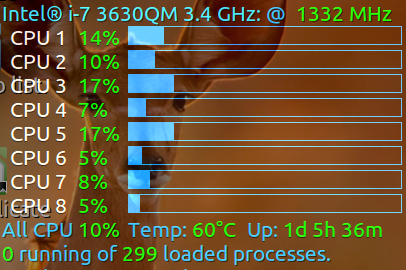 Intel® i-7 3630QM 3.4 GHz: @ 1332 MHz
CPU 1 14%
CPU 2 10%
CPU 3 17%
CPU 4 7%
CPU 5 17%
CPU 6 5%
CPU 7 8%
CPU 8 5%
All CPU 10% Temp: 60°C Up: 1d 5h 36m
0 running of 299 loaded processes.